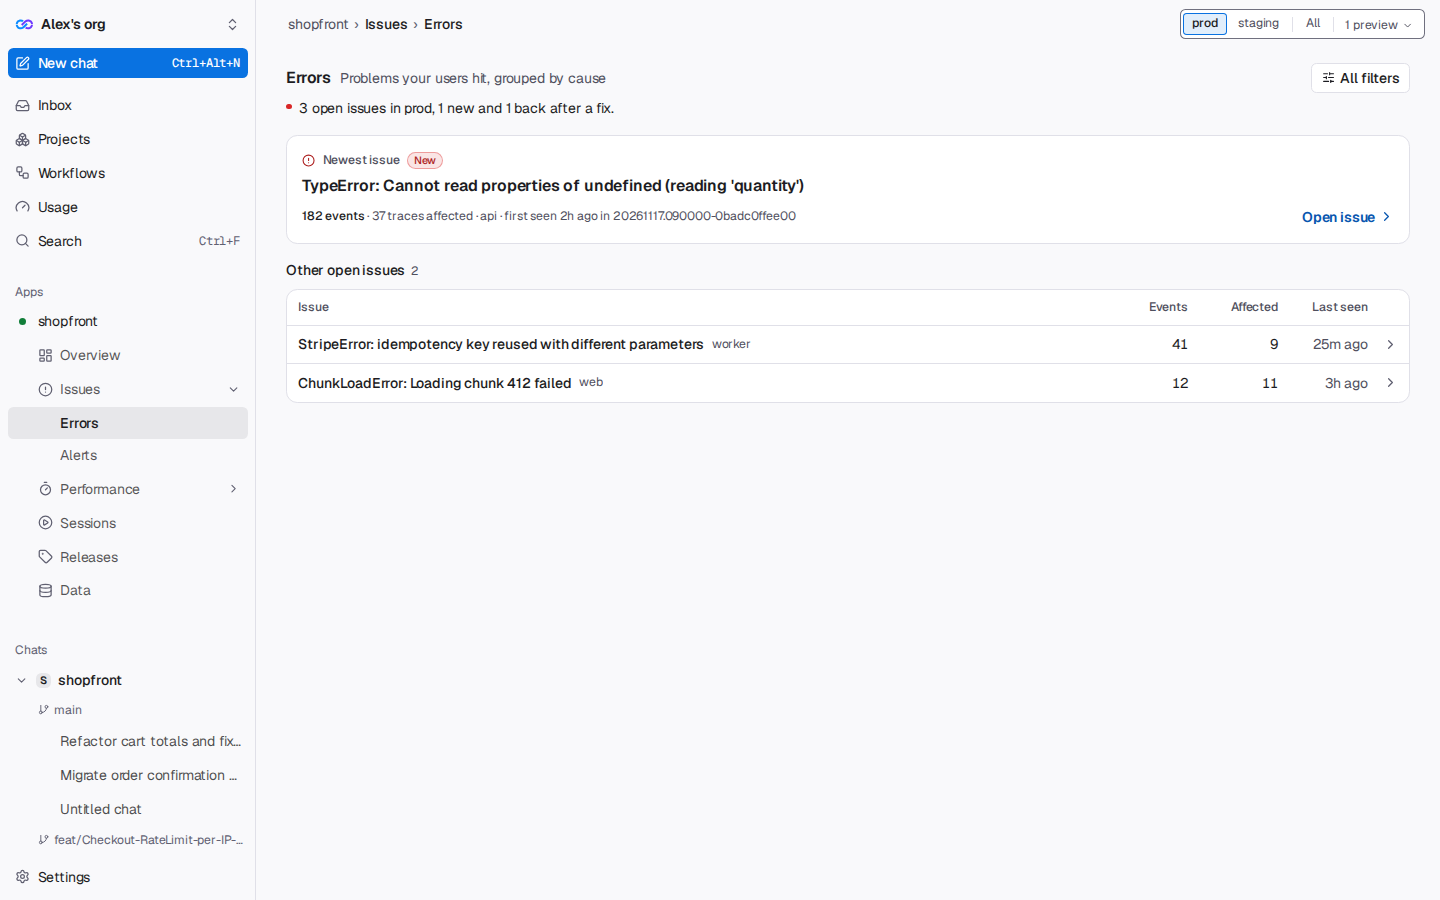 Alex's org
New chat Ctrl+Alt+N
Inbox
Projects
Workflows
Usage
Search Ctrl+F
Apps
shopfront
Overview
Issues
Errors
Alerts
Performance
Sessions
Releases
Data
Chats
S shopfront
main
Refactor cart totals and fix...
Migrate order confirmation ...
Untitled chat
feat/Checkout-RateLimit-per-IP-...
Settings
shopfront › Issues › Errors
prod staging All 1 preview
Errors Problems your users hit, grouped by cause
All filters
3 open issues in prod, 1 new and 1 back after a fix.
Newest issue New
TypeError: Cannot read properties of undefined (reading 'quantity')
182 events · 37 traces affected · api · first seen 2h ago in 20261117.090000-0badc0ffee00
Open issue
Other open issues 2
Issue Events Affected Last seen
StripeError: idempotency key reused with different parameters worker 41 9 25m ago
ChunkLoadError: Loading chunk 412 failed web 12 11 3h ago